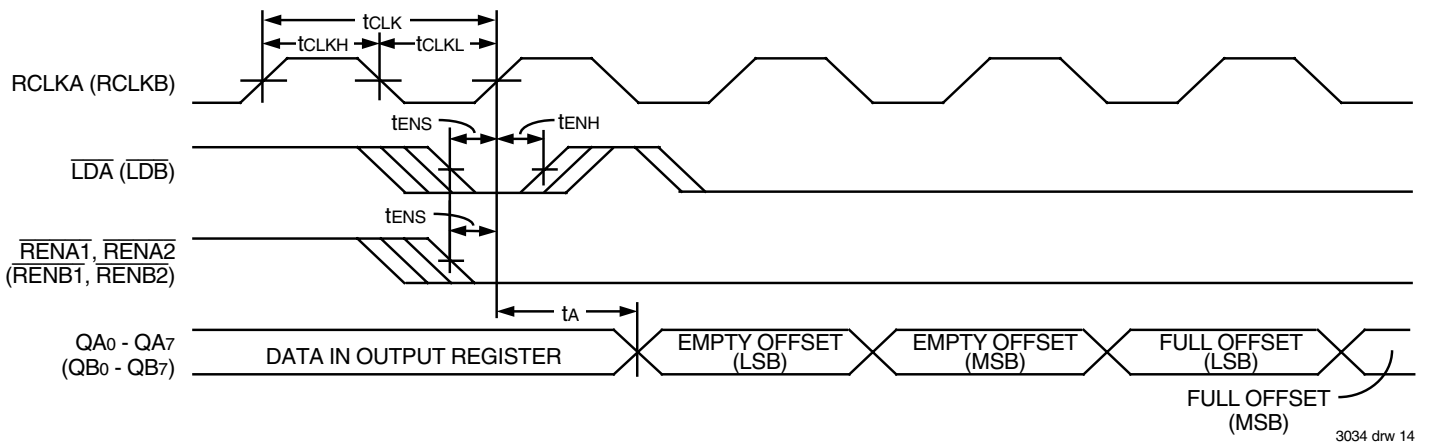 tCLK
tCLKH
tCLKL
RCLKA (RCLKB)
tENS
tENH
LDA (LDB)
tENS
RENA1, RENA2
(RENB1, RENB2)
tA
QA0 - QA7
(QB0 - QB7)
DATA IN OUTPUT REGISTER
EMPTY OFFSET
(LSB)
EMPTY OFFSET
(MSB)
FULL OFFSET
(LSB)
FULL OFFSET
(MSB)
3034 drw 14